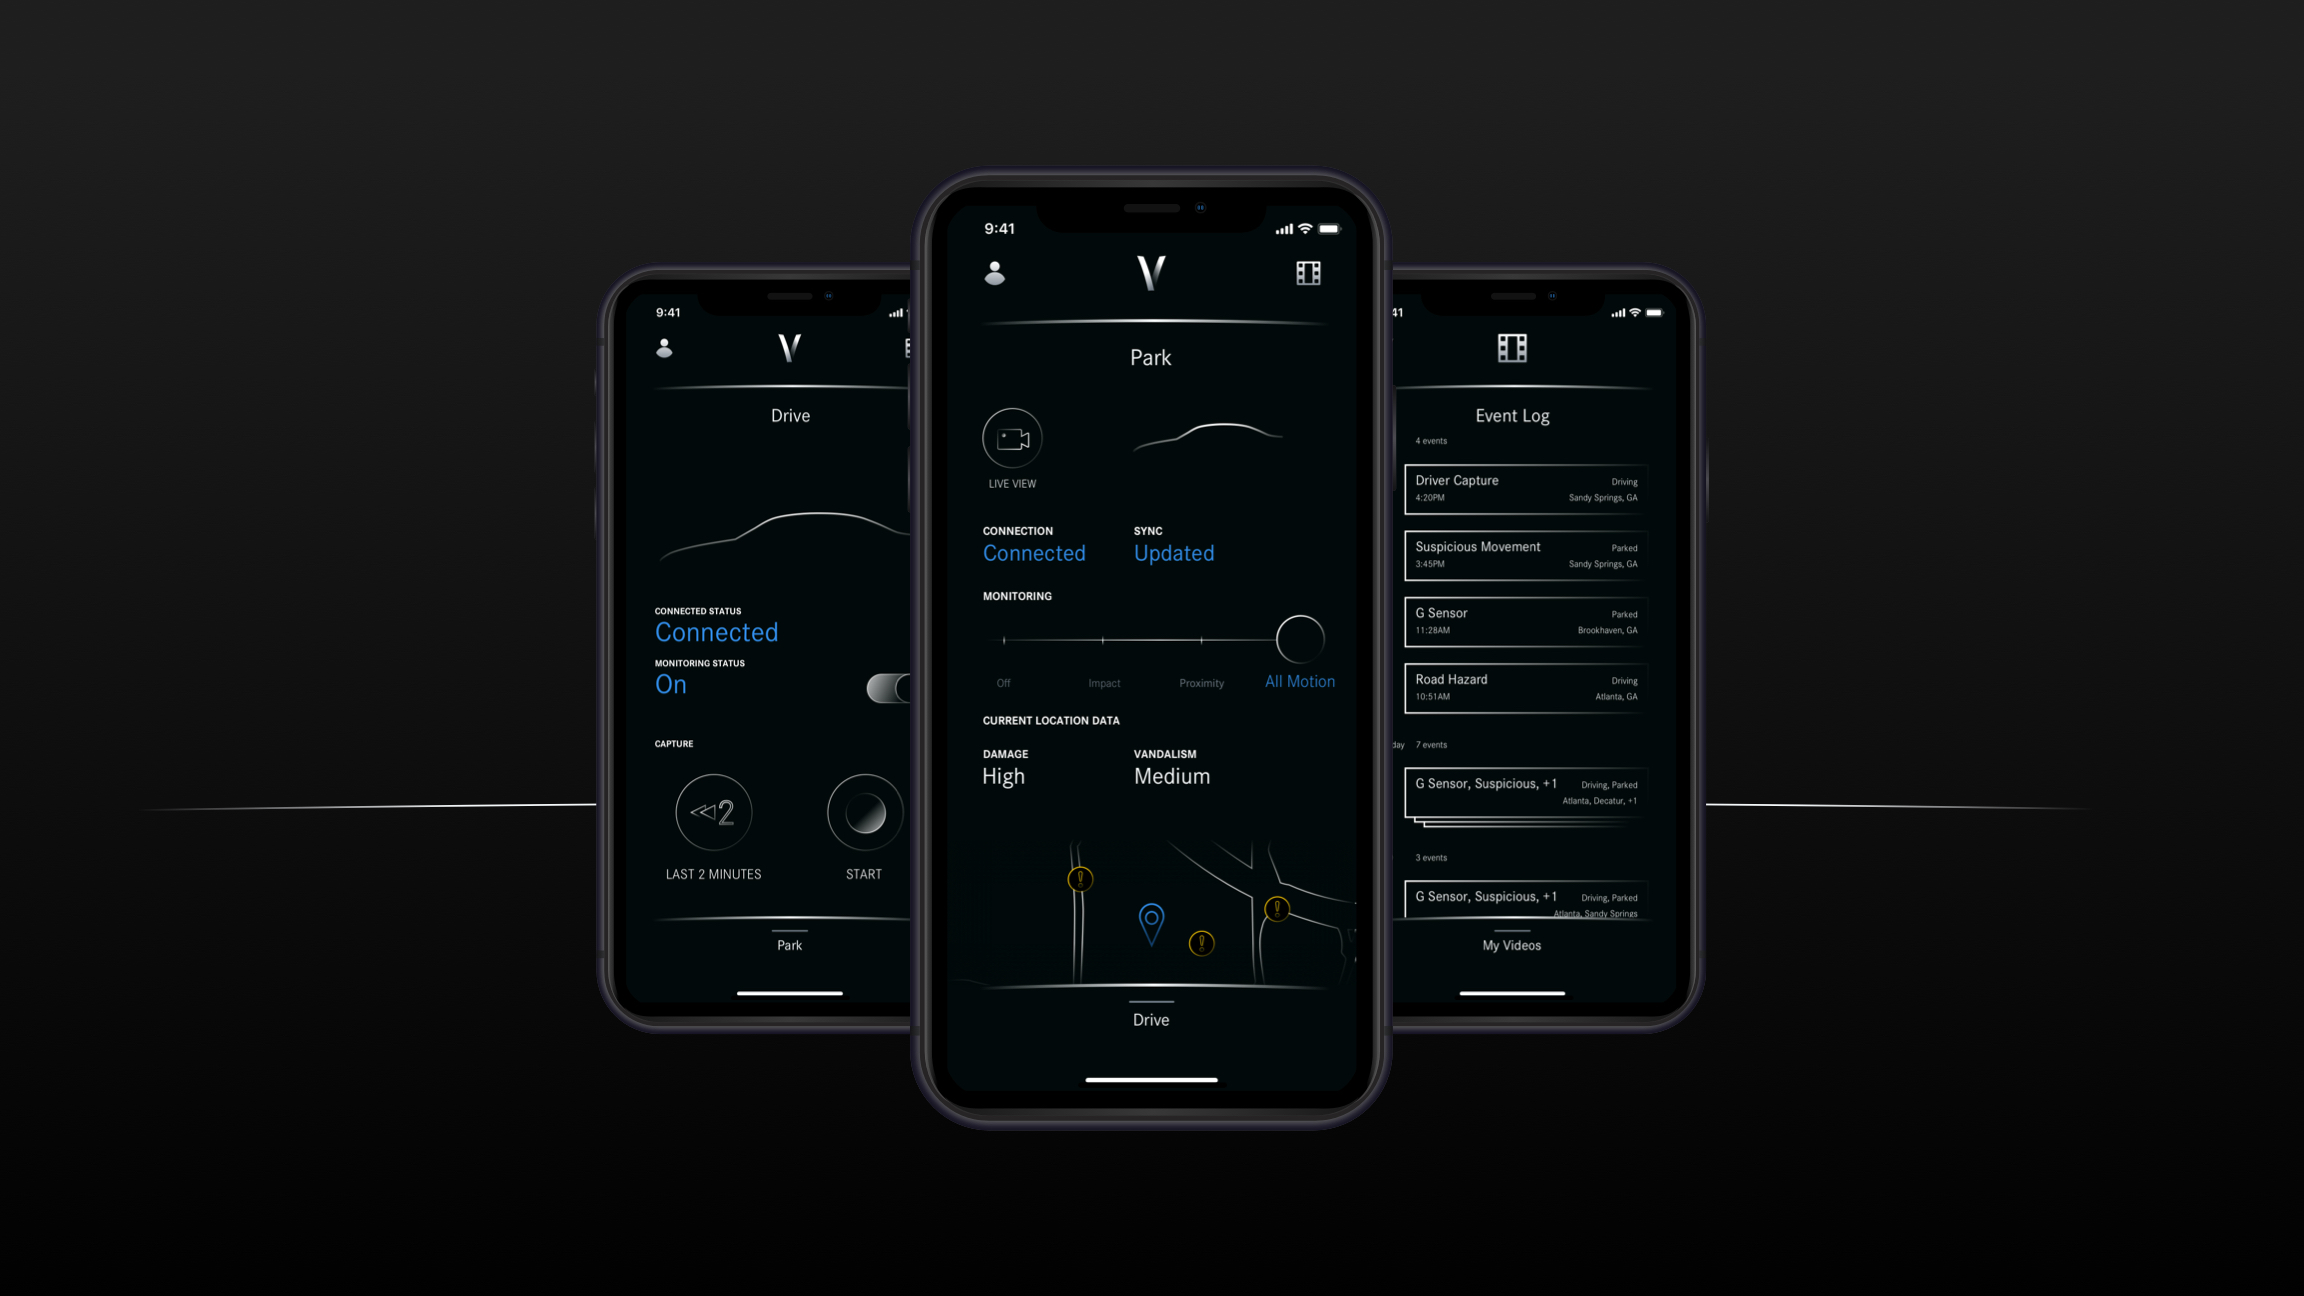 9:41
Drive
CONNECTED STATUS
Connected
MONITORING STATUS
On
CAPTURE
2
LAST 2 MINUTES
START
Park
9:41
V
Park
LIVE VIEW
CONNECTION
SYNC
Connected
Updated
MONITORING
Off
Impact
Proximity
All Motion
CURRENT LOCATION DATA
DAMAGE
VANDALISM
High
Medium
Drive
41
Event Log
4 events
Driver Capture
Driving
4:20PM
Sandy Springs, GA
Suspicious Movement
Parked
3:45PM
Sandy Springs, GA
G Sensor
Parked
11:28AM
Brookhaven, GA
Road Hazard
Driving
10:51AM
Atlanta, GA
day
7 events
G Sensor, Suspicious, +1
Driving, Parked
Atlanta, Decatur, +1
3 events
G Sensor, Suspicious, +1
Driving, Parked
Atlanta, Sandy Springs
My Videos